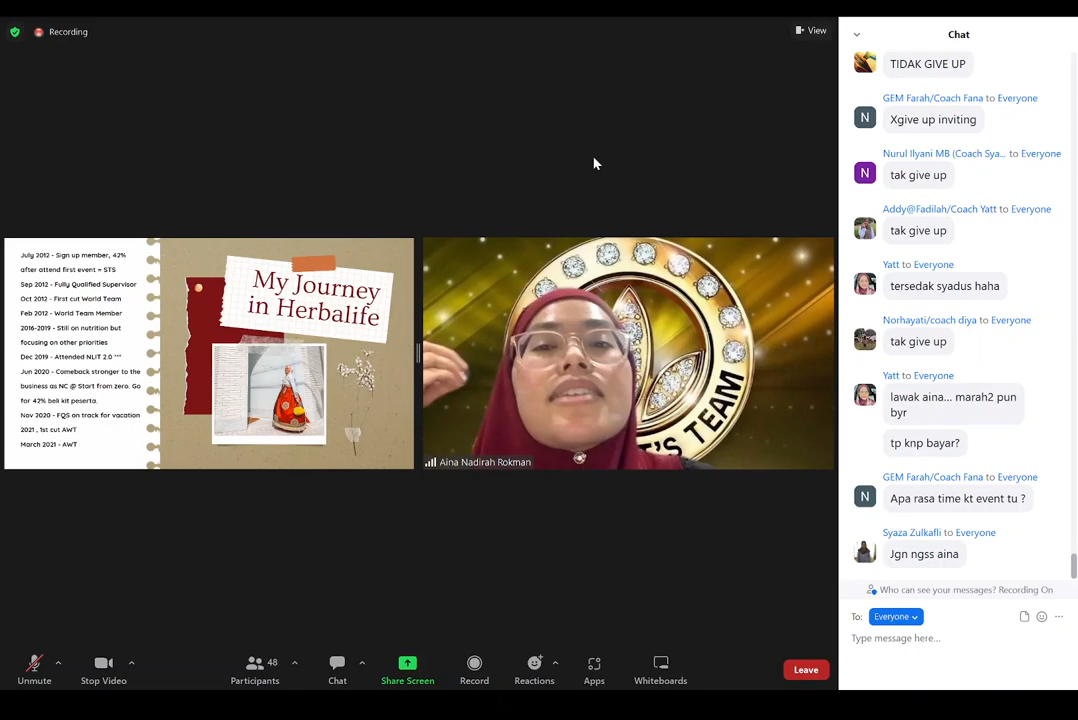 Recording
View
July 2012 - Sign up member, 42%
after attend first event = STS
Sep 2012 - Fully Qualified Supervisor
Oct 2012 - First cut World Team
Feb 2012 - World Team Member
2016-2019 - Still on nutrition but
focusing on other priorities
Dec 2019 - Attended NLIT 2.0 ***
Jun 2020 - Comeback stronger to the
business as NC @ Start from zero. Go
for 42% beli kit peserta.
Nov 2020 - FQS on track for vacation
2021 , 1st cut AWT
March 2021 - AWT
My Journey
in Herbalife
T'S TEAM
Aina Nadirah Rokman
Chat
TIDAK GIVE UP
GEM Farah/Coach Fana to Everyone
N
Xgive up inviting
Nurul Ilyani MB (Coach Sya... to Everyone
N
tak give up
Addy@Fadilah/Coach Yatt to Everyone
tak give up
Yatt to Everyone
tersedak syadus haha
Norhayati/coach diya to Everyone
tak give up
Yatt to Everyone
lawak aina... marah2 pun
byr
tp knp bayar?
GEM Farah/Coach Fana to Everyone
N
Apa rasa time kt event tu ?
Syaza Zulkafli to Everyone
Jgn ngss aina
Who can see your messages? Recording On
To: Everyone
Type message here...
Unmute
Stop Video
48
Participants
Chat
Share Screen
Record
Reactions
Apps
Whiteboards
Leave